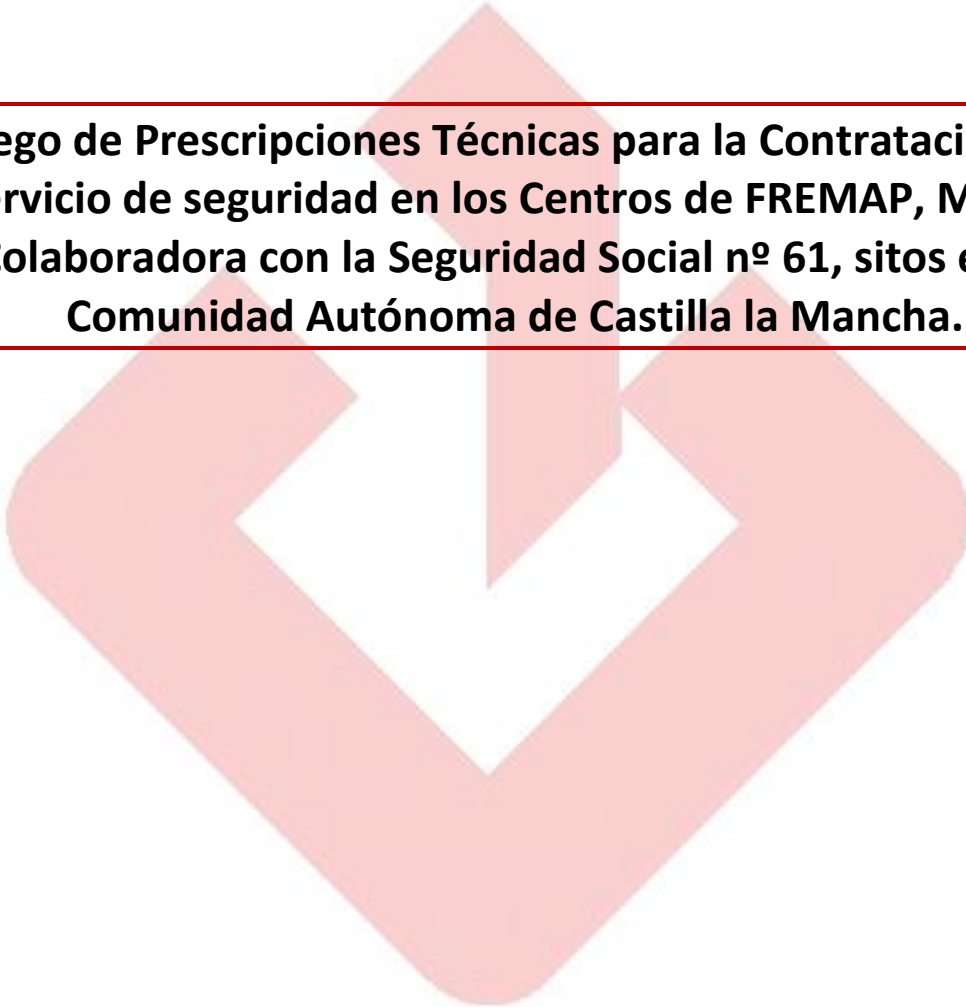 ego de Prescripciones Técnicas para la Contrataci
rvicio de seguridad en los Centros de FREMAP, M
olaboradora con la Seguridad Social nº 61, sitos e
Comunidad Autónoma de Castilla la Mancha.